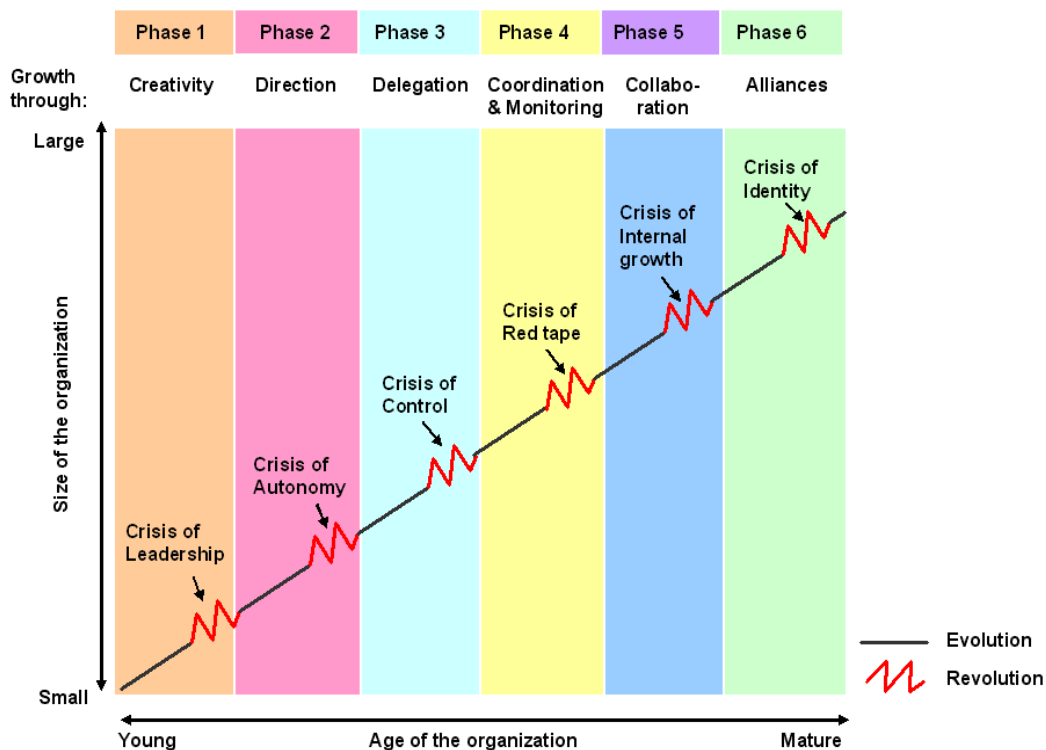 Phase 1
Phase 2
Phase 3
Phase 4
Phase 5
Phase 6
Growth
through:
Creativity
Direction
Delegation
Coordination
& Monitoring
Collabo-
ration
Alliances
Large
Crisis of
Identity
Crisis of
Internal
growth
Crisis of
Red tape
Crisis of
Control
Crisis of
Autonomy
Crisis of
Leadership
Size of the organization
Evolution
Revolution
Small
Young
Age of the organization
Mature